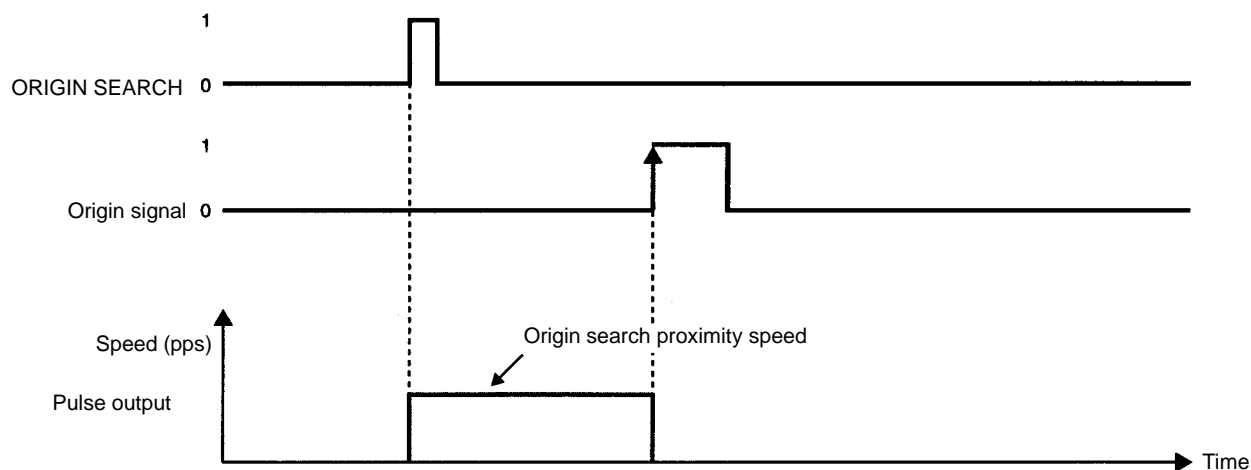 1
ORIGIN SEARCH 0
1
Origin signal 0
Origin search proximity speed
Speed (pps)
Pulse output
Time